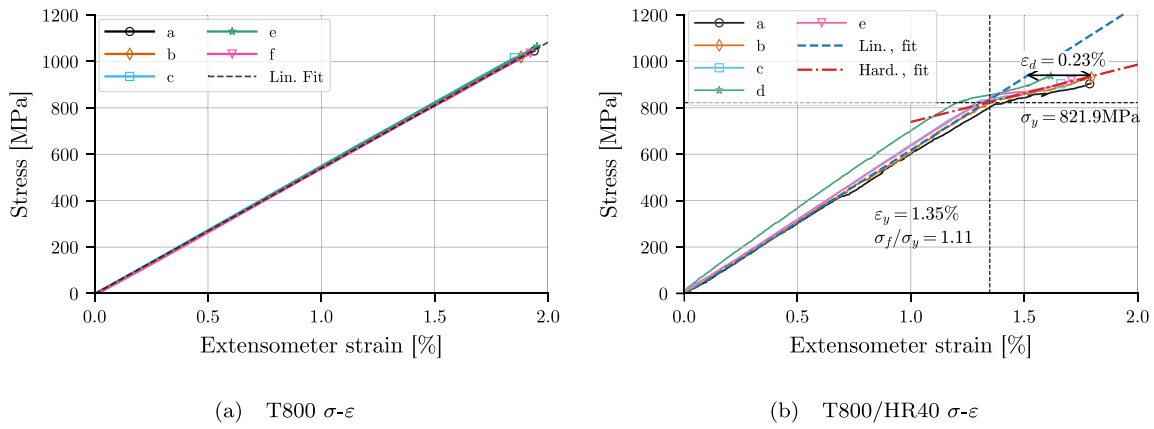 1200
1000
800
600
400
200
0
Stress [MPa]
0.0 0.5 1.0 1.5 2.0
Extensometer strain [%]
a
b
c
e
f
Lin. Fit
(a) T800 σ-ε
1200
1000
800
600
400
200
0
Stress [MPa]
0.0 0.5 1.0 1.5 2.0
Extensometer strain [%]
a
b
c
d
e
Lin. , fit
Hard. , fit
ε_d = 0.23%
σ_y = 821.9MPa
ε_y = 1.35%
σ_f/σ_y = 1.11
(b) T800/HR40 σ-ε